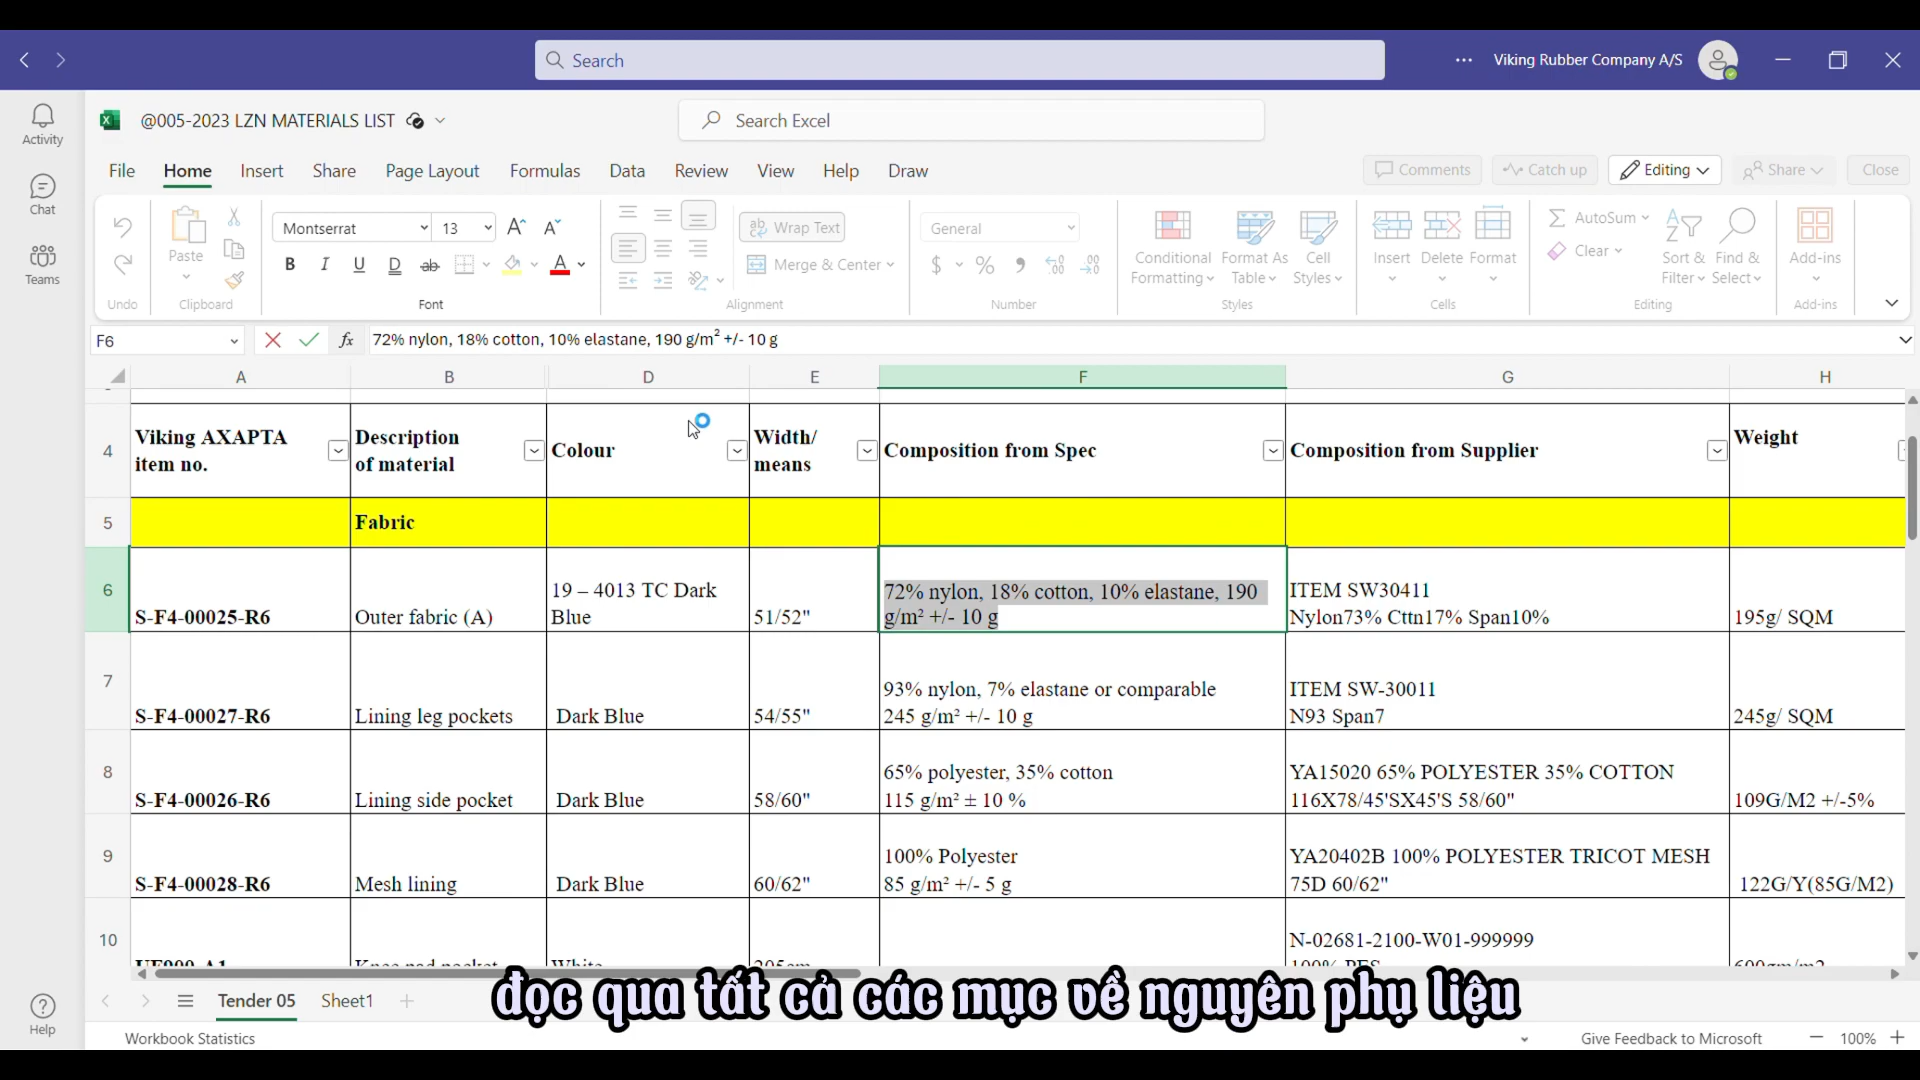 Search
Viking Rubber Company A/S
Activity
Chat
Teams
Help
@005-2023 LZN MATERIALS LIST
Search Excel
File Home Insert Share Page Layout Formulas Data Review View Help Draw
Comments Catch up Editing Share Close
Montserrat 13
Wrap Text
General
AutoSum
Paste
B I U D ab
Merge & Center
$ % 
Conditional Formatting
Format As Table
Cell Styles
Insert Delete Format
Clear
Sort & Filter
Find & Select
Add-ins
Undo Clipboard Font Alignment Number Styles Cells Editing Add-ins
F6 fx 72% nylon, 18% cotton, 10% elastane, 190 g/m² +/- 10 g
A B D E F G H
4
Viking AXAPTA
item no.
Description
of material
Colour
Width/
means
Composition from Spec
Composition from Supplier
Weight
5 Fabric
6
S-F4-00025-R6
Outer fabric (A)
19 – 4013 TC Dark
Blue
51/52"
72% nylon, 18% cotton, 10% elastane, 190
g/m² +/- 10 g
ITEM SW30411
Nylon73% Cttn17% Span10%
195g/ SQM
7
S-F4-00027-R6
Lining leg pockets
Dark Blue
54/55"
93% nylon, 7% elastane or comparable
245 g/m² +/- 10 g
ITEM SW-30011
N93 Span7
245g/ SQM
8
S-F4-00026-R6
Lining side pocket
Dark Blue
58/60"
65% polyester, 35% cotton
115 g/m² ± 10 %
YA15020 65% POLYESTER 35% COTTON
116X78/45'SX45'S 58/60"
109G/M2 +/-5%
9
S-F4-00028-R6
Mesh lining
Dark Blue
60/62"
100% Polyester
85 g/m² +/- 5 g
YA20402B 100% POLYESTER TRICOT MESH
75D 60/62"
122G/Y(85G/M2)
10
N-02681-2100-W01-999999
đọc qua tất cả các mục về nguyên phụ liệu
Tender 05 Sheet1
Workbook Statistics
Give Feedback to Microsoft 100%